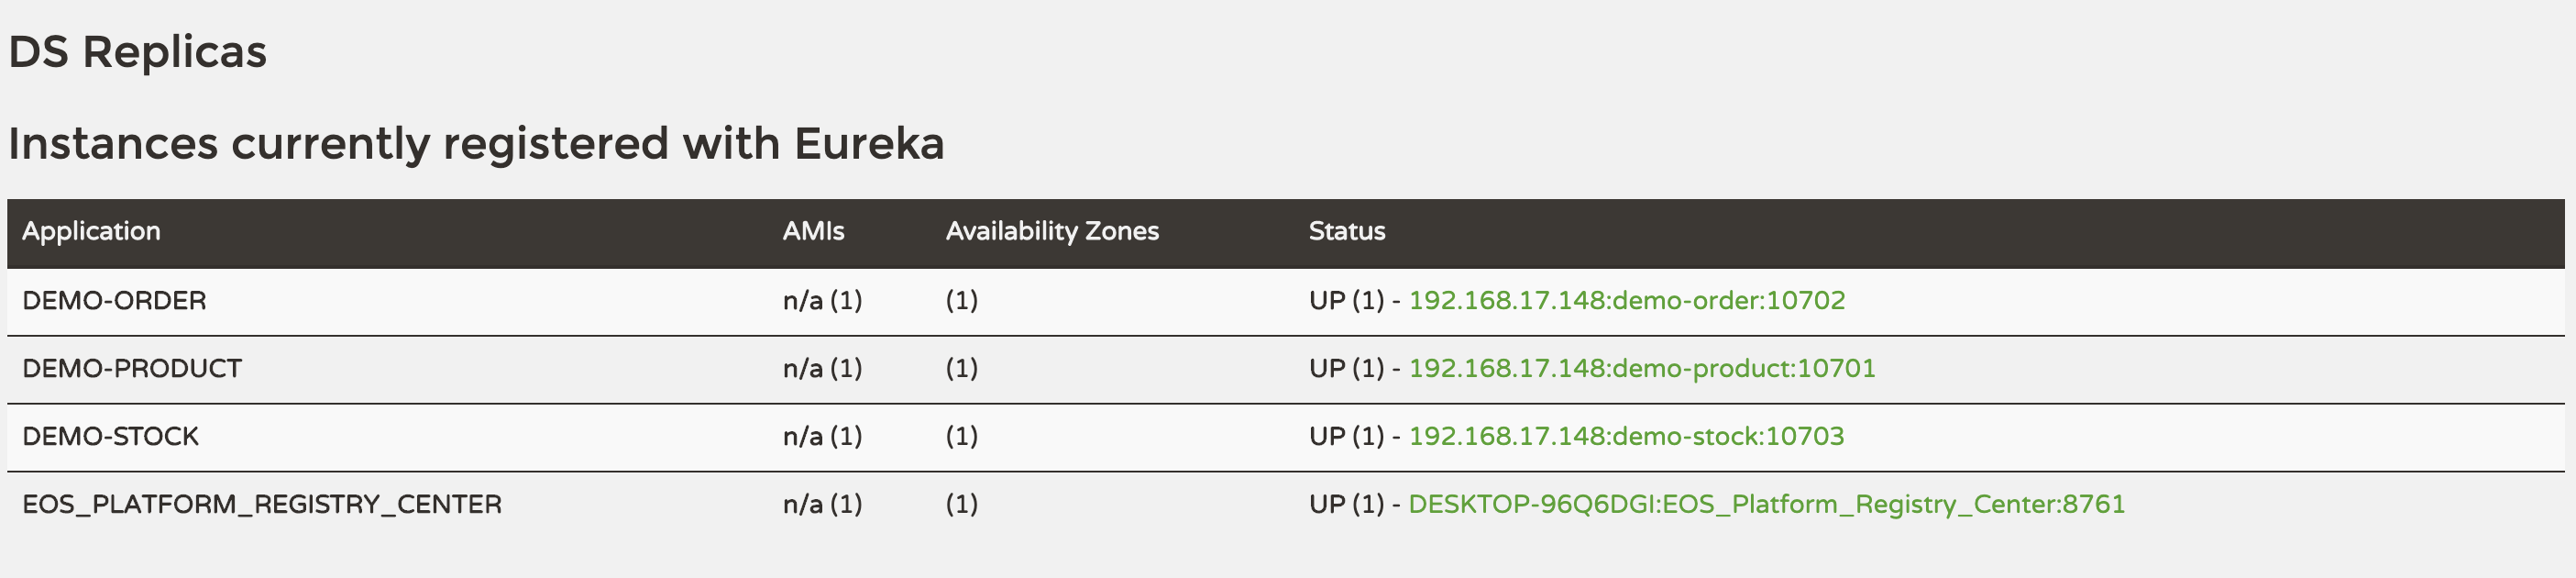 DS Replicas
Instances currently registered with Eureka
Application AMIs Availability Zones Status
DEMO-ORDER n/a (1) (1) UP (1) - 192.168.17.148:demo-order:10702
DEMO-PRODUCT n/a (1) (1) UP (1) - 192.168.17.148:demo-product:10701
DEMO-STOCK n/a (1) (1) UP (1) - 192.168.17.148:demo-stock:10703
EOS_PLATFORM_REGISTRY_CENTER n/a (1) (1) UP (1) - DESKTOP-96Q6DGI:EOS_Platform_Registry_Center:8761